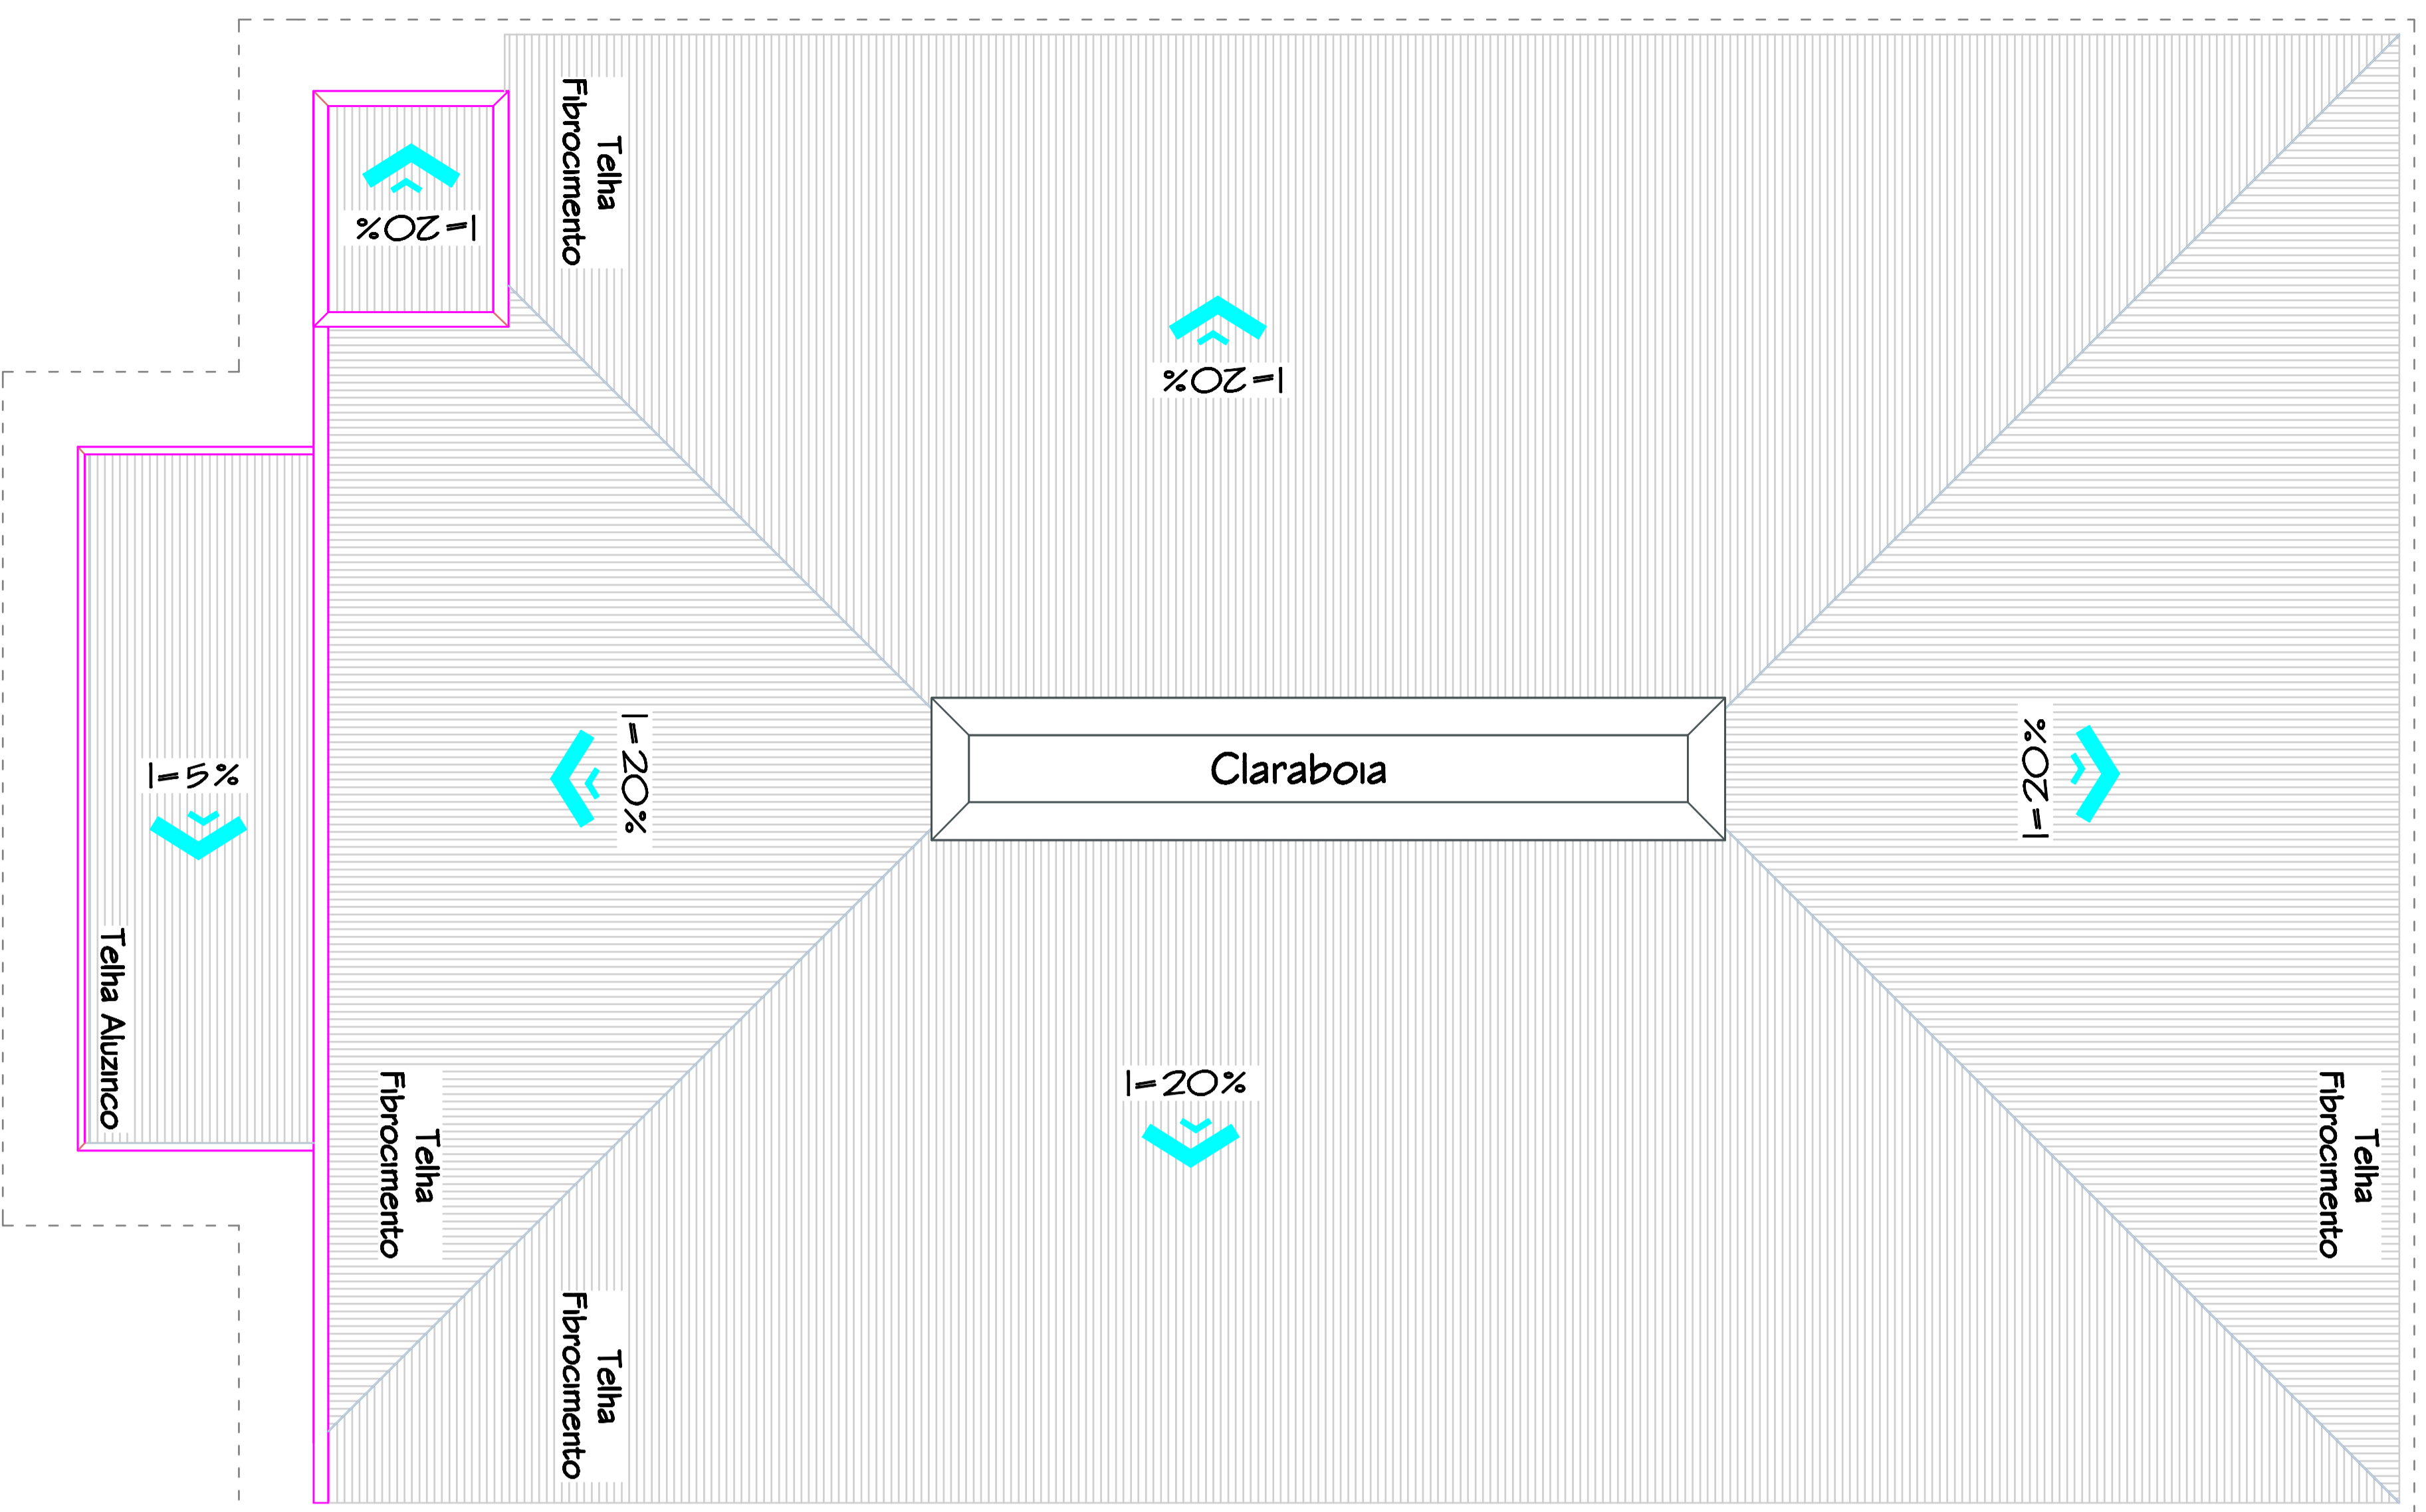 Telha
Fibrocimento
I=20%
I=20%
I=20%
Claraboia
I=20%
I=5%
Telha Aluzinco
Telha
Fibrocimento
I=20%
Telha
Fibrocimento
Telha
Fibrocimento